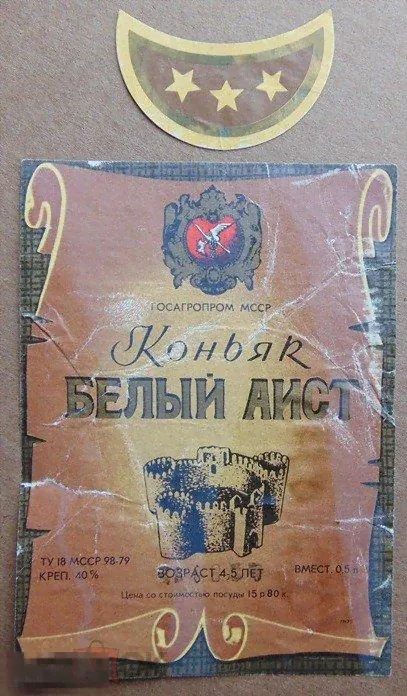 ГОСАГРОПРОМ МССР
Коньяк
БЕЛЫЙ АИСТ
ТУ 18 МССР 98-79
КРЕП. 40%
ВОЗРАСТ 4-5 ЛЕТ
ВМЕСТ. 0,5 л
Цена со стоимостью посуды 15 р 80 к.